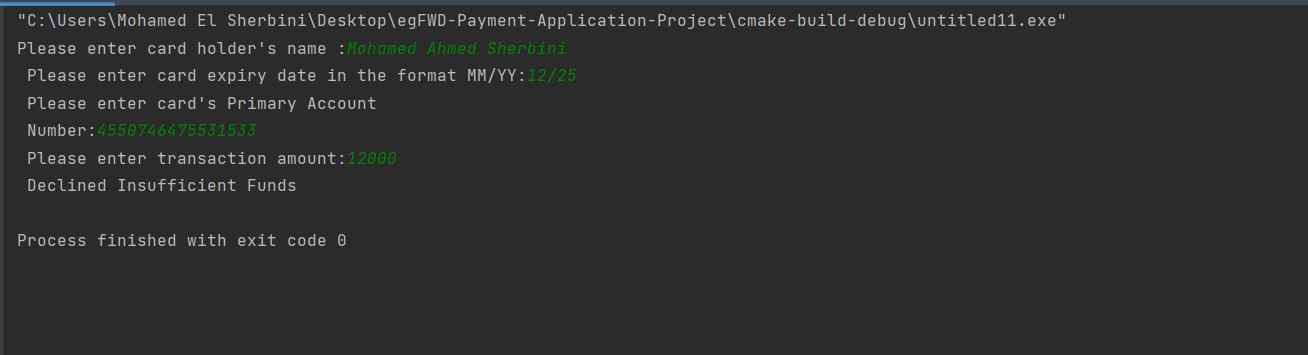 "C:\Users\Mohamed El Sherbini\Desktop\egFWD-Payment-Application-Project\cmake-build-debug\untitled11.exe"
Please enter card holder's name :Mohamed Ahmed Sherbini
Please enter card expiry date in the format MM/YY:12/25
Please enter card's Primary Account
Number:4550746475531533
Please enter transaction amount:12000
Declined Insufficient Funds
Process finished with exit code 0